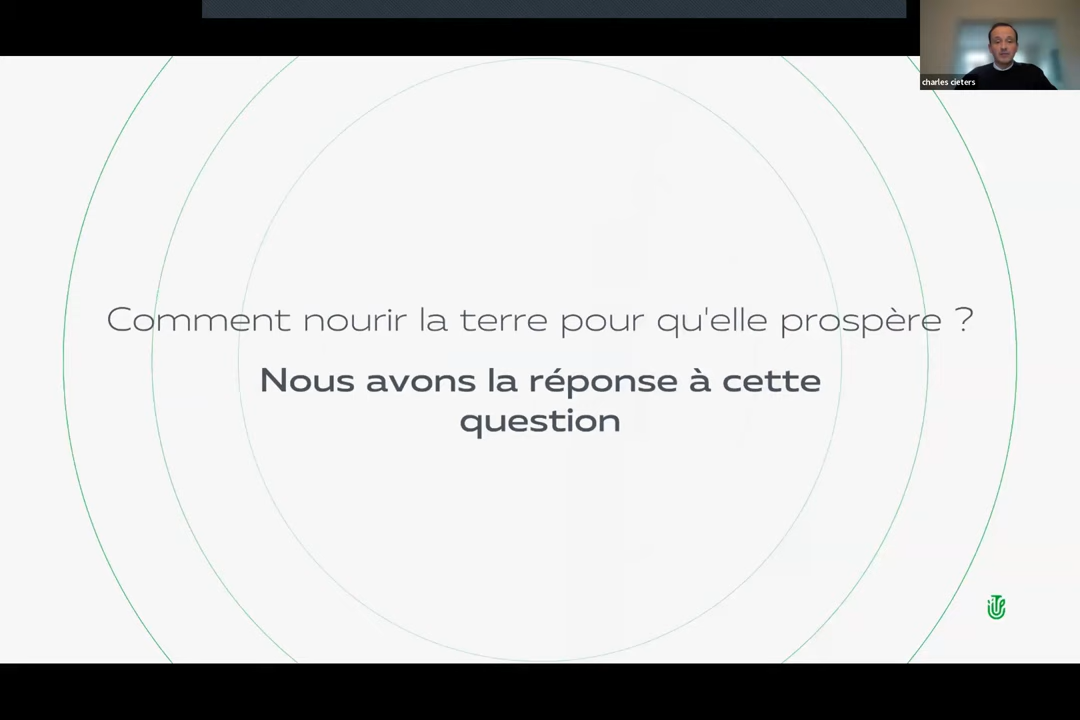 charles cieters
Comment nourir la terre pour qu'elle prospère ?
Nous avons la réponse à cette
question